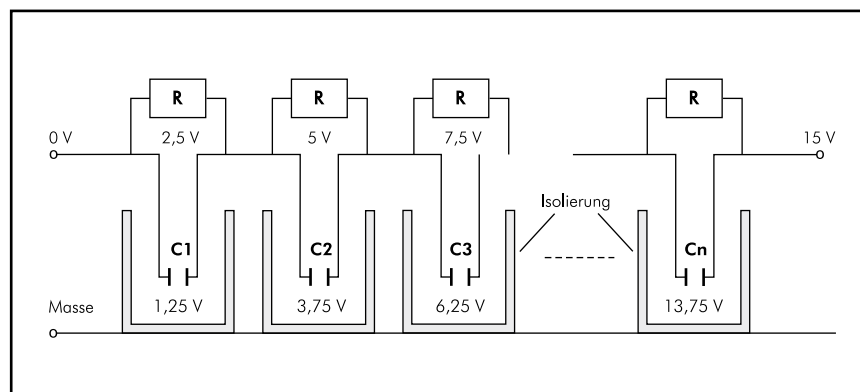 R R R R
0 V 2,5 V 5 V 7,5 V 15 V
Isolierung
C1 C2 C3 Cn
Masse 1,25 V 3,75 V 6,25 V 13,75 V